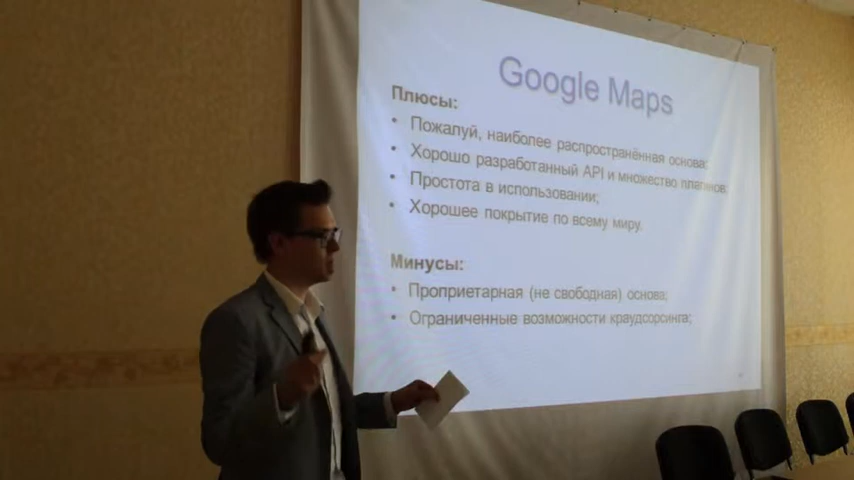 Google Maps
Плюсы:
• Пожалуй, наиболее распространённая основа;
• Хорошо разработанный API и множество плагинов;
• Простота в использовании;
• Хорошее покрытие по всему миру.
Минусы:
• Проприетарная (не свободная) основа;
• Ограниченные возможности краудсорсинга;